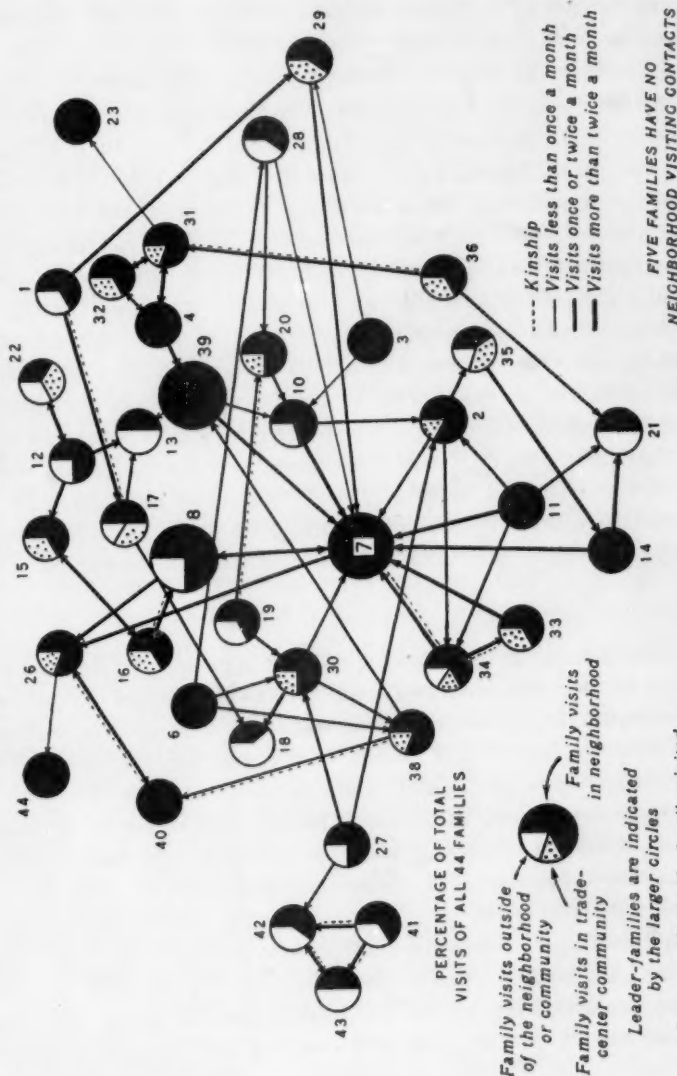 29
23
28
1
31
22
32
4
20
36
3
39
12
13
10
35
17
2
15
8
21
7
11
19
14
26
16
30
33
34
6
18
44
38
40
27
42
41
43
---- Kinship
Visits less than once a month
Visits once or twice a month
Visits more than twice a month
FIVE FAMILIES HAVE NO
NEIGHBORHOOD VISITING CONTACTS
PERCENTAGE OF TOTAL
VISITS OF ALL 44 FAMILIES
Family visits outside
of the neighborhood
or community
Family visits
in neighborhood
Family visits in trade-
center community
Leader-families are indicated
by the larger circles